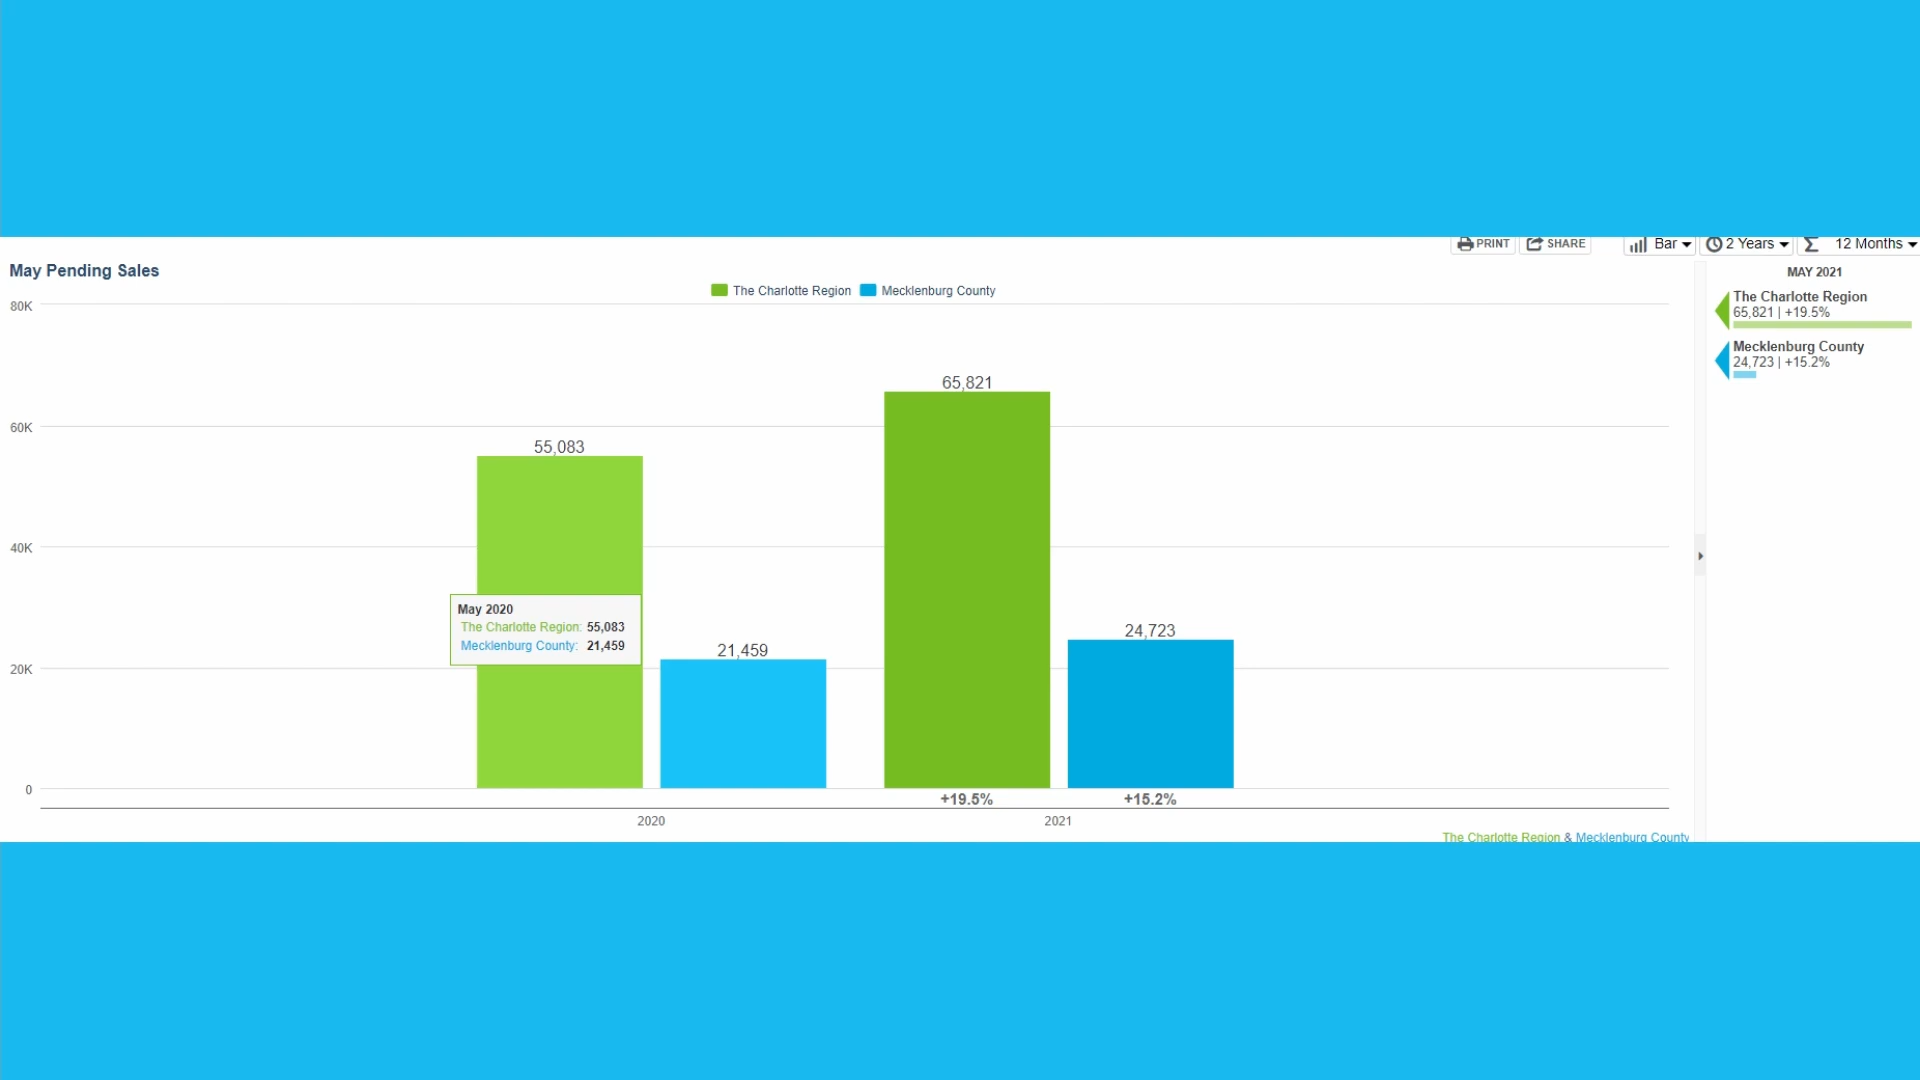 PRINT SHARE Bar 2 Years Σ 12 Months
May Pending Sales
The Charlotte Region Mecklenburg County
80K
60K
40K
20K
0
55,083
21,459
65,821
24,723
May 2020
The Charlotte Region: 55,083
Mecklenburg County: 21,459
+19.5% +15.2%
2020 2021
The Charlotte Region & Mecklenburg County
MAY 2021
The Charlotte Region
65,821 | +19.5%
Mecklenburg County
24,723 | +15.2%